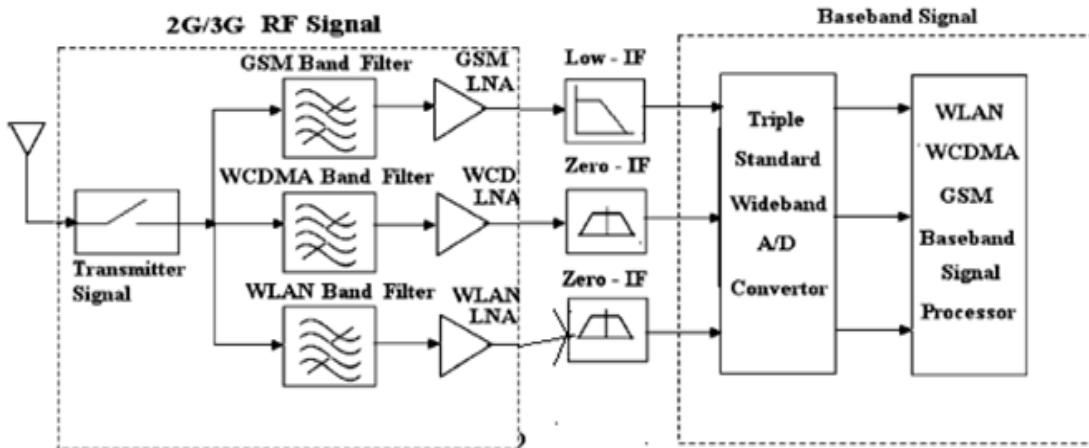 2G/3G RF Signal
Baseband Signal
GSM Band Filter
GSM
LNA
Low - IF
WCDMA Band Filter
WCD
LNA
Zero - IF
Transmitter
Signal
WLAN Band Filter
WLAN
LNA
Zero - IF
Triple
Standard
Wideband
A/D
Convertor
WLAN
WCDMA
GSM
Baseband
Signal
Processor